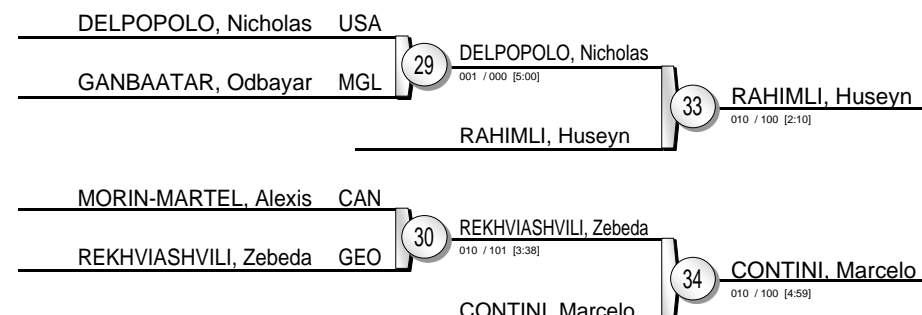 DELPOPOLO, Nicholas USA
GANBAATAR, Odbayar MGL
29
DELPOPOLO, Nicholas
001 / 000 [5:00]
RAHIMLI, Huseyn
33
RAHIMLI, Huseyn
010 / 100 [2:10]
MORIN-MARTEL, Alexis CAN
REKHVIASHVILI, Zebeda GEO
30
REKHVIASHVILI, Zebeda
010 / 101 [3:38]
CONTINI, Marcelo
34
CONTINI, Marcelo
010 / 100 [4:59]